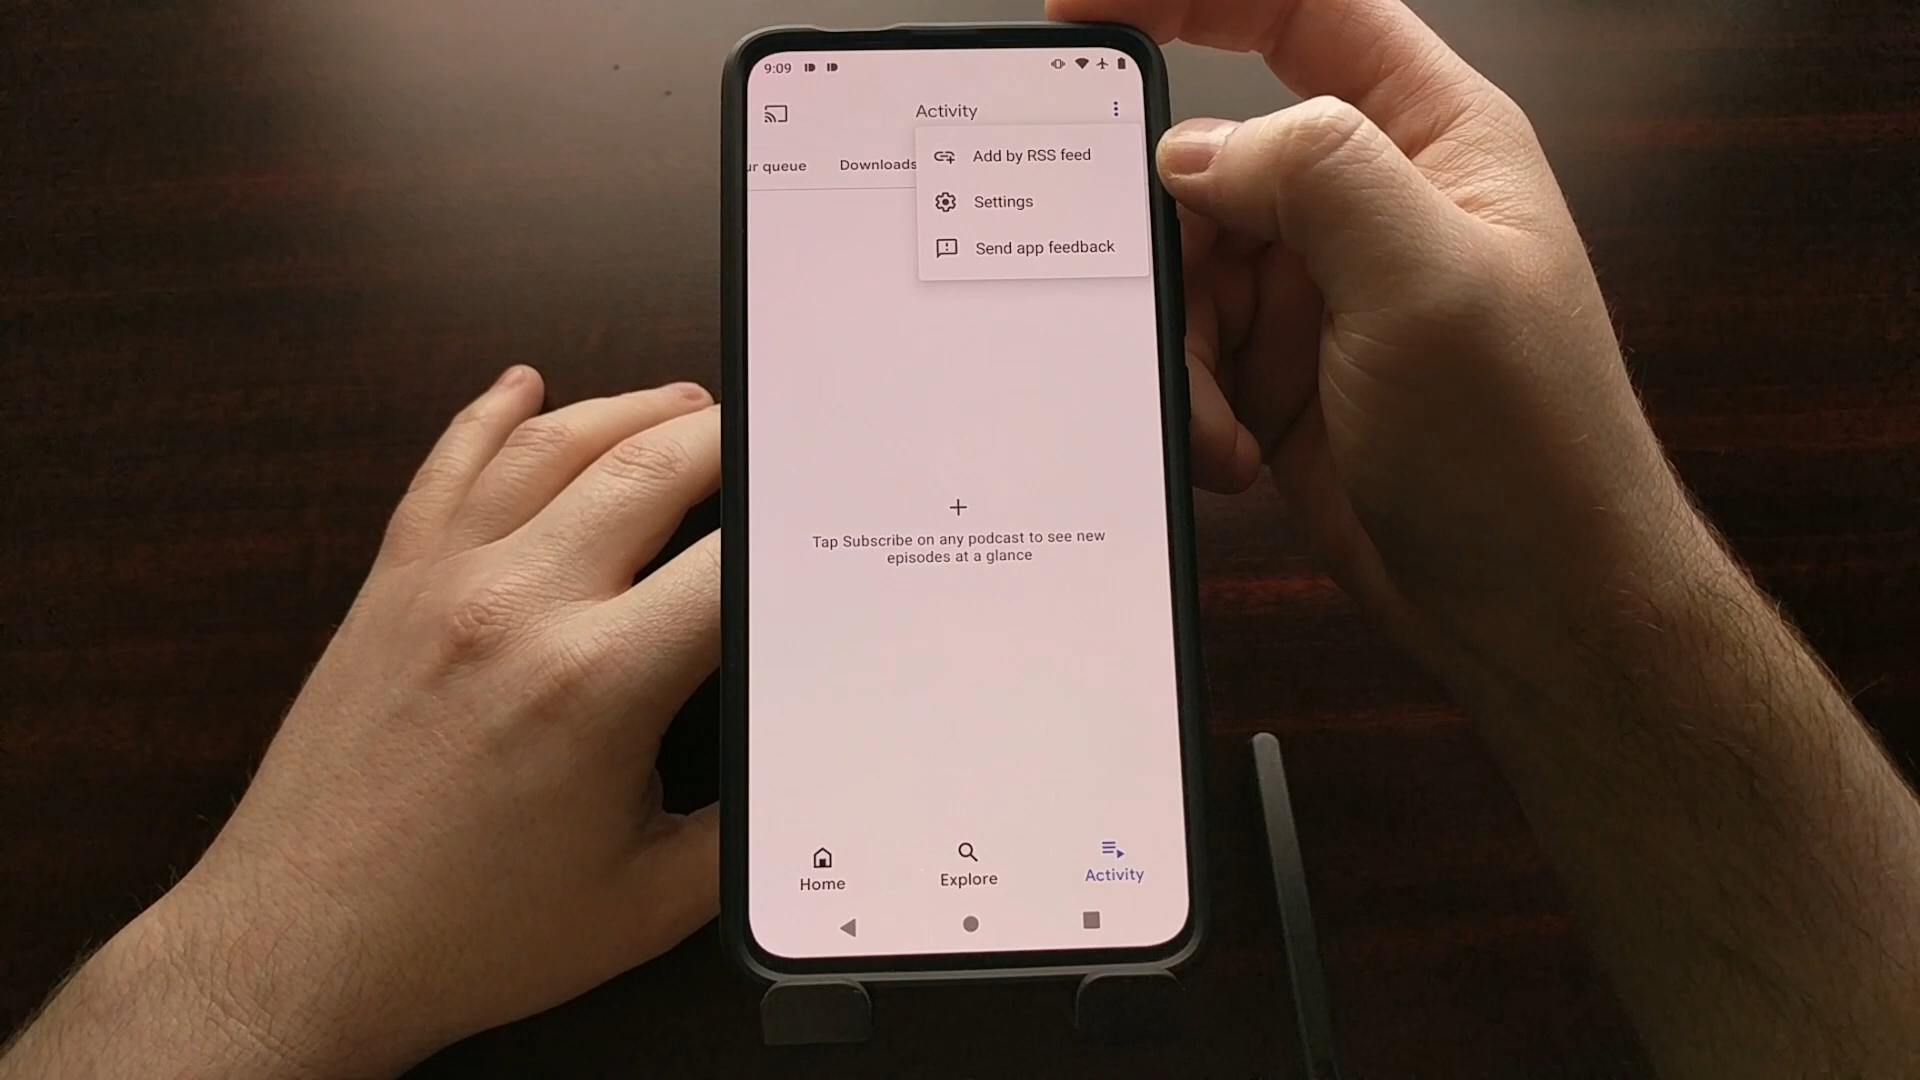 9:09
Activity
ur queue Downloads
Add by RSS feed
Settings
Send app feedback
Tap Subscribe on any podcast to see new
episodes at a glance
Home Explore Activity